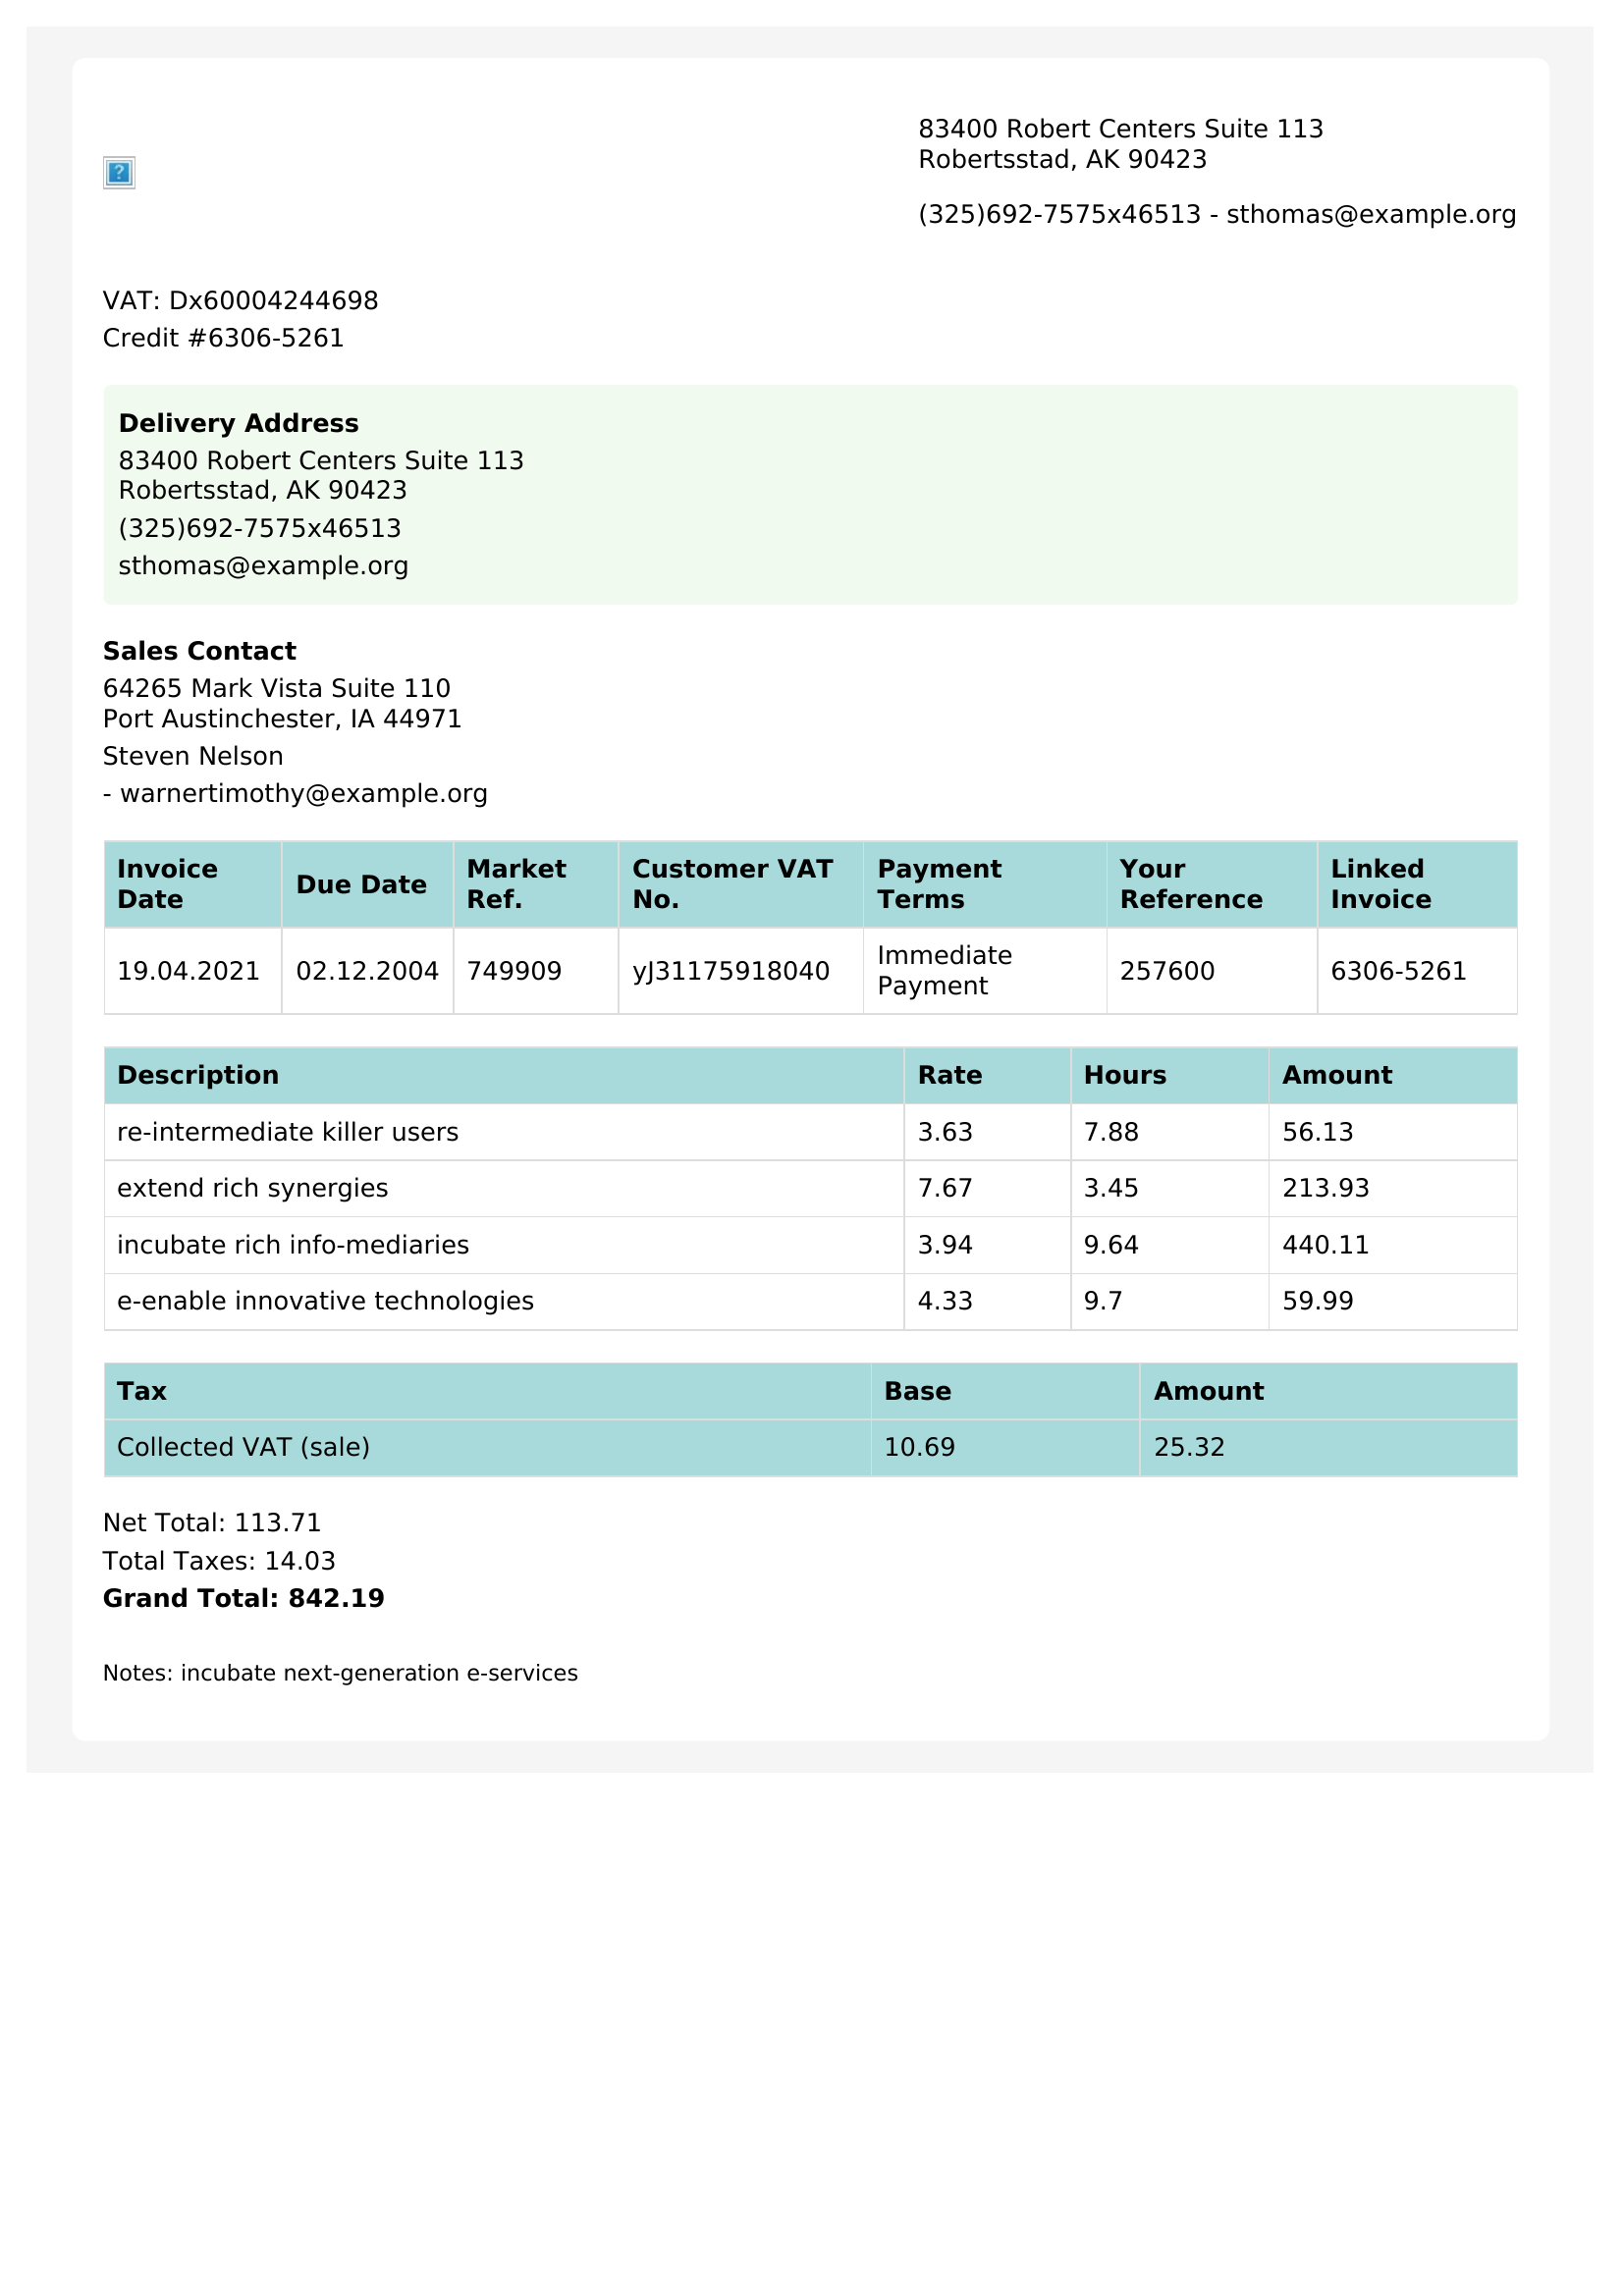 83400 Robert Centers Suite 113
Robertsstad, AK 90423
(325)692-7575x46513 - sthomas@example.org
VAT: Dx60004244698
Credit #6306-5261
Delivery Address
83400 Robert Centers Suite 113
Robertsstad, AK 90423
(325)692-7575x46513
sthomas@example.org
Sales Contact
64265 Mark Vista Suite 110
Port Austinchester, IA 44971
Steven Nelson
- warnertimothy@example.org
Invoice Date Due Date Market Ref. Customer VAT No. Payment Terms Your Reference Linked Invoice
19.04.2021 02.12.2004 749909 yJ31175918040 Immediate Payment 257600 6306-5261
Description Rate Hours Amount
re-intermediate killer users 3.63 7.88 56.13
extend rich synergies 7.67 3.45 213.93
incubate rich info-mediaries 3.94 9.64 440.11
e-enable innovative technologies 4.33 9.7 59.99
Tax Base Amount
Collected VAT (sale) 10.69 25.32
Net Total: 113.71
Total Taxes: 14.03
Grand Total: 842.19
Notes: incubate next-generation e-services